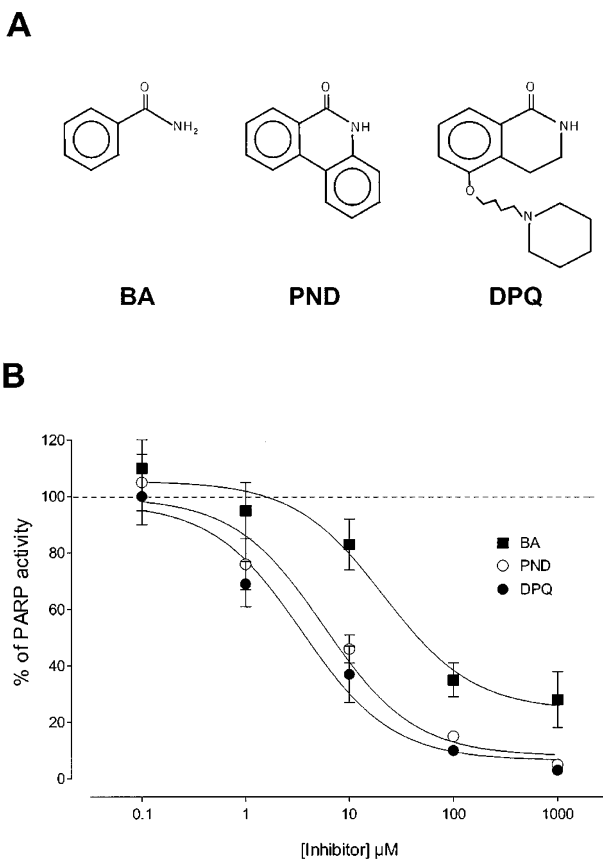 A
O
NH₂
O
NH
O
NH
O
N
BA
PND
DPQ
B
% of PARP activity
120
100
80
60
40
20
0
BA
PND
DPQ
0.1
1
10
100
1000
[Inhibitor] µM